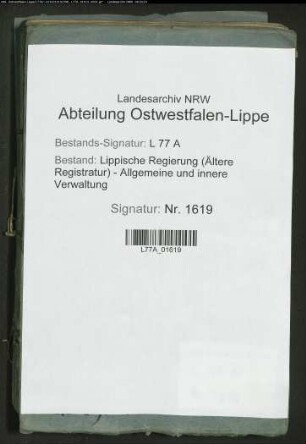 Landesarchiv NRW
Abteilung Ostwestfalen-Lippe
Bestands-Signatur: L 77 A
Bestand: Lippische Regierung (Ältere
Registratur) - Allgemeine und innere
Verwaltung
Signatur: Nr. 1619
L77A_01619